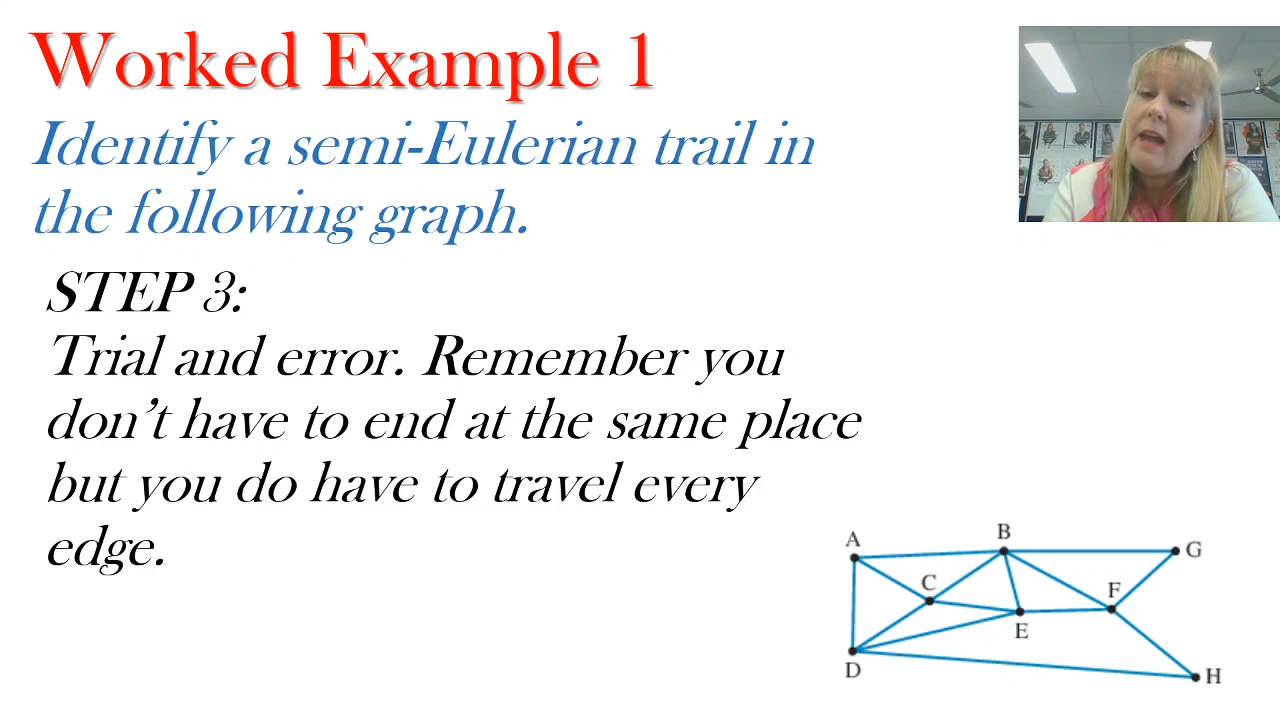 Worked Example 1
Identify a semi-Eulerian trail in
the following graph.
STEP 3:
Trial and error. Remember you
don't have to end at the same place
but you do have to travel every
edge.
A
B
G
C
F
E
D
H